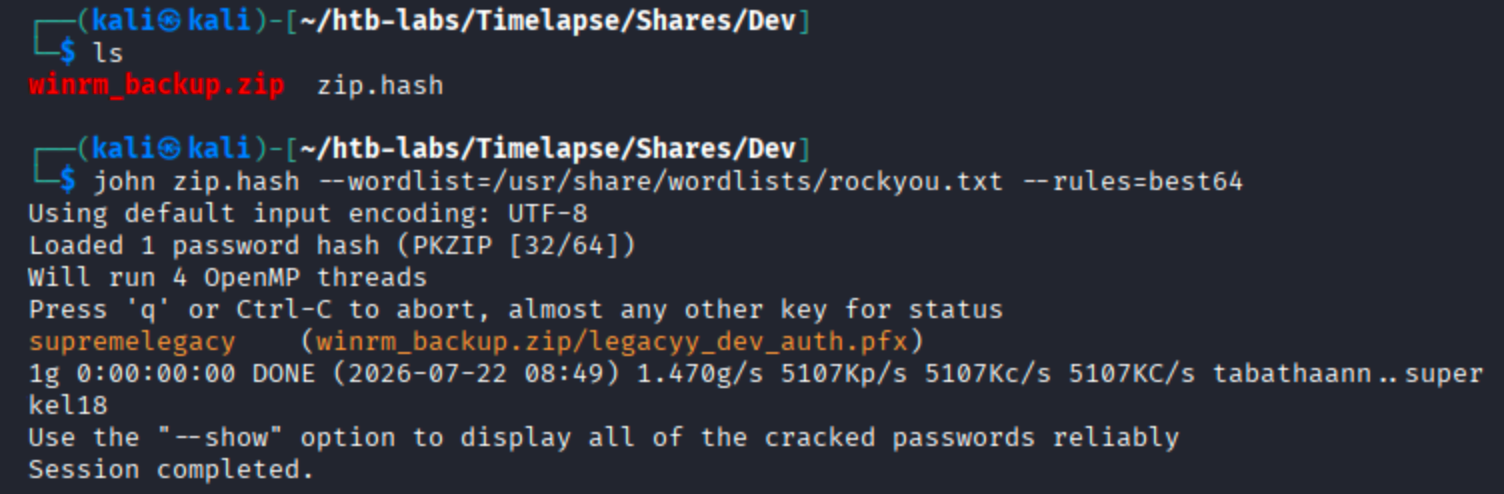 ┌──(kali㉿kali)-[~/htb-labs/Timelapse/Shares/Dev]
└─$ ls
winrm_backup.zip  zip.hash
┌──(kali㉿kali)-[~/htb-labs/Timelapse/Shares/Dev]
└─$ john zip.hash --wordlist=/usr/share/wordlists/rockyou.txt --rules=best64
Using default input encoding: UTF-8
Loaded 1 password hash (PKZIP [32/64])
Will run 4 OpenMP threads
Press 'q' or Ctrl-C to abort, almost any other key for status
supremelegacy    (winrm_backup.zip/legacyy_dev_auth.pfx)
1g 0:00:00:00 DONE (2026-07-22 08:49) 1.470g/s 5107Kp/s 5107Kc/s 5107KC/s tabathaann..super
kel18
Use the "--show" option to display all of the cracked passwords reliably
Session completed.